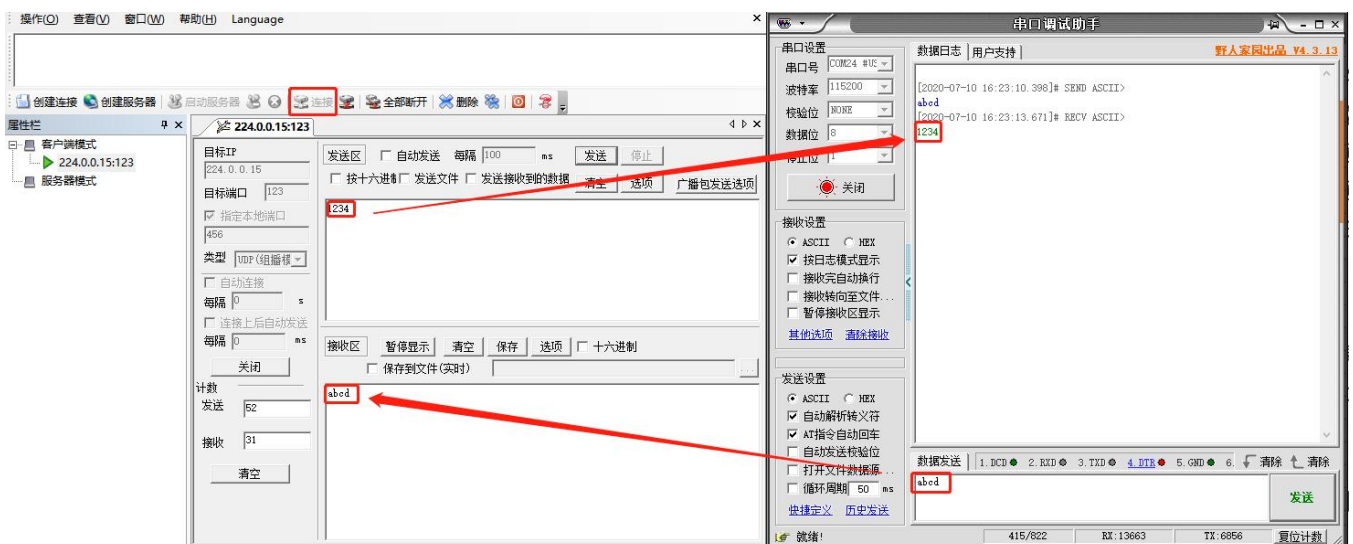 操作(O) 查看(V) 窗口(W) 帮助(H) Language
创建连接 创建服务器 启动服务器 连接 全部断开 删除
属性栏
客户端模式
224.0.0.15:123
服务器模式
224.0.0.15:123
目标IP
224.0.0.15
目标端口 123
指定本地端口
456
类型 UDP(组播模
自动连接
每隔 0 s
连接上后自动发送
每隔 0 ms
关闭
计数
发送 52
接收 31
清空
发送区 自动发送 每隔 100 ms 发送 停止
按十六进制 发送文件 发送接收到的数据 清空 选项 广播包发送选项
1234
接收区 暂停显示 清空 保存 选项 十六进制
保存到文件(实时) ...
abcd
串口调试助手
串口设置
串口号 COM24 #US
波特率 115200
校验位 NONE
数据位 8
停止位 1
关闭
接收设置
ASCII HEX
按日志模式显示
接收完自动换行
接收转向至文件...
暂停接收区显示
其他选项 清除接收
发送设置
ASCII HEX
自动解析转义符
AT指令自动回车
自动发送校验位
打开文件数据源...
循环周期 50 ms
快捷定义 历史发送
数据日志 用户支持 野人家园出品 V4.3.13
[2020-07-10 16:23:10.398]# SEND ASCII>
abcd
[2020-07-10 16:23:13.671]# RECV ASCII>
1234
数据发送 1.DCD 2.RXD 3.TXD 4.DTR 5.GND 6. 清除 清除
abcd
发送
就绪! 415/822 RX:13663 TX:6856 复位计数